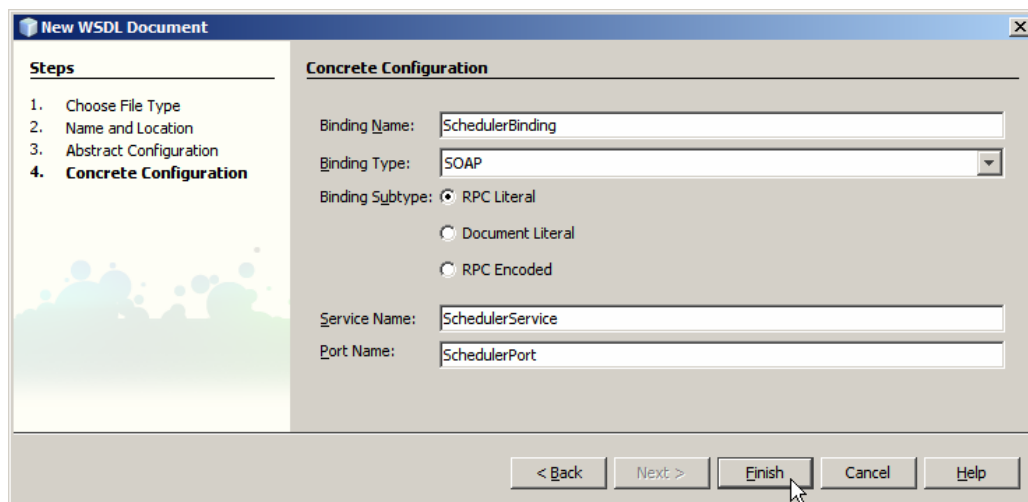 New WSDL Document
Steps
1. Choose File Type
2. Name and Location
3. Abstract Configuration
4. Concrete Configuration
Concrete Configuration
Binding Name: SchedulerBinding
Binding Type: SOAP
Binding Subtype: RPC Literal
Document Literal
RPC Encoded
Service Name: SchedulerService
Port Name: SchedulerPort
< Back Next > Finish Cancel Help